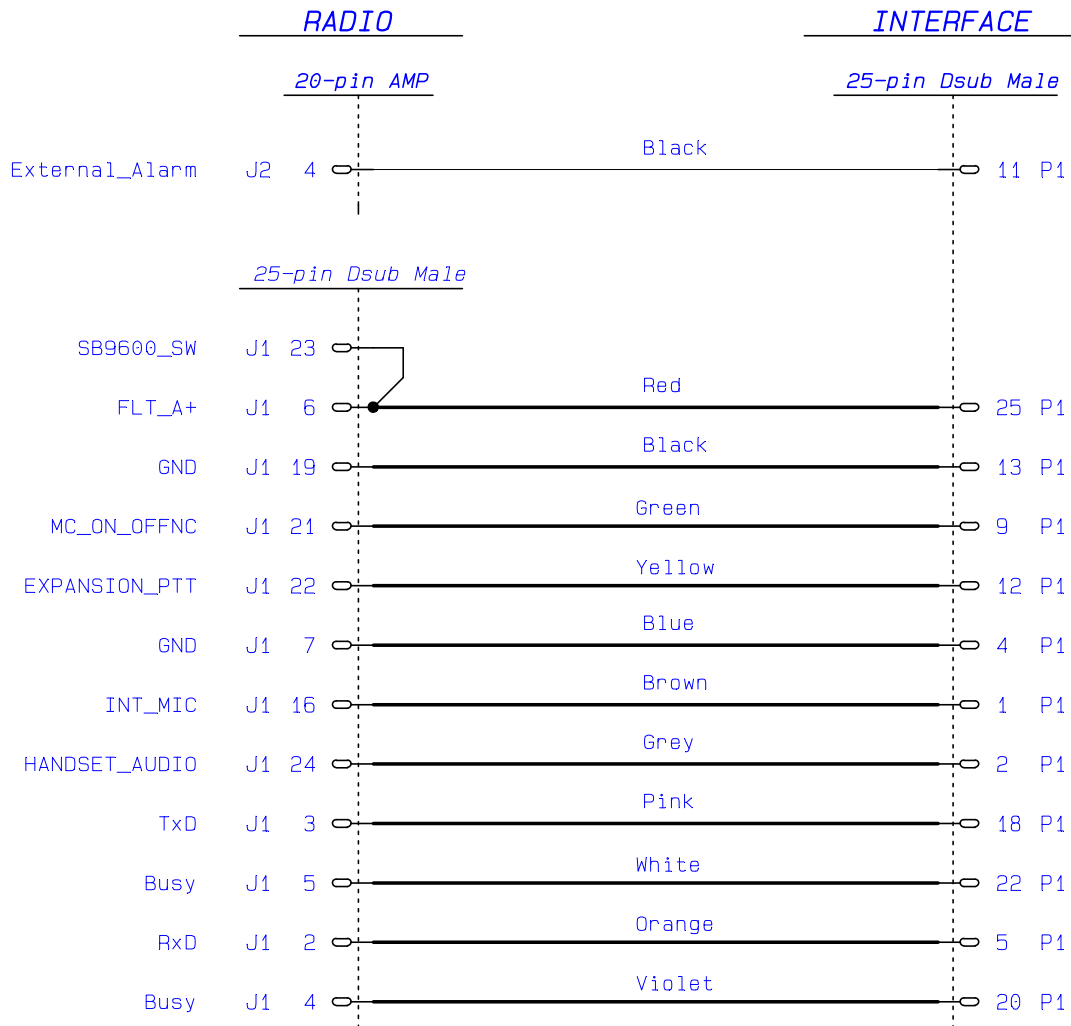 RADIO INTERFACE
20-pin AMP 25-pin Dsub Male
Black
External_Alarm J2 4 11 P1
25-pin Dsub Male
SB9600_SW J1 23
Red
FLT_A+ J1 6 25 P1
Black
GND J1 19 13 P1
Green
MC_ON_OFFNC J1 21 9 P1
Yellow
EXPANSION_PTT J1 22 12 P1
Blue
GND J1 7 4 P1
Brown
INT_MIC J1 16 1 P1
Grey
HANDSET_AUDIO J1 24 2 P1
Pink
TxD J1 3 18 P1
White
Busy J1 5 22 P1
Orange
RxD J1 2 5 P1
Violet
Busy J1 4 20 P1